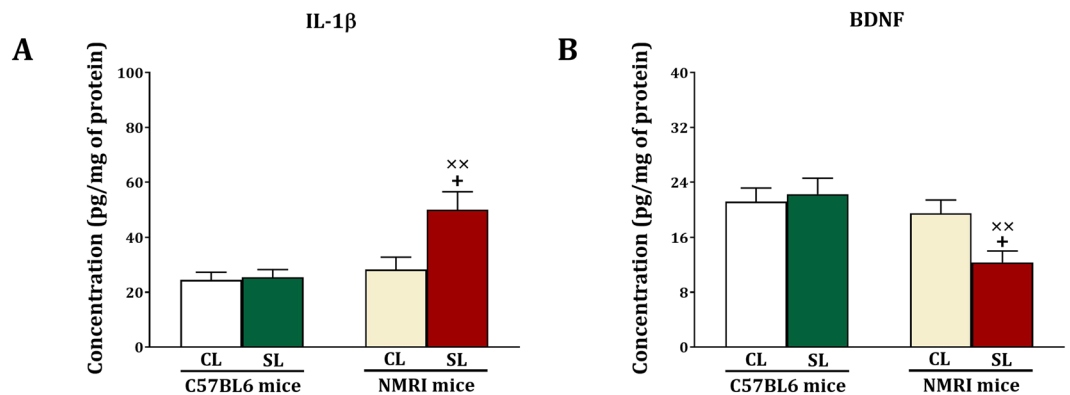 IL-1β
BDNF
A
B
Concentration (pg/mg of protein)
100
80
60
40
20
0
××
+
CL
SL
CL
SL
C57BL6 mice
NMRI mice
Concentration (pg/mg of protein)
40
32
24
16
8
0
××
+
CL
SL
CL
SL
C57BL6 mice
NMRI mice